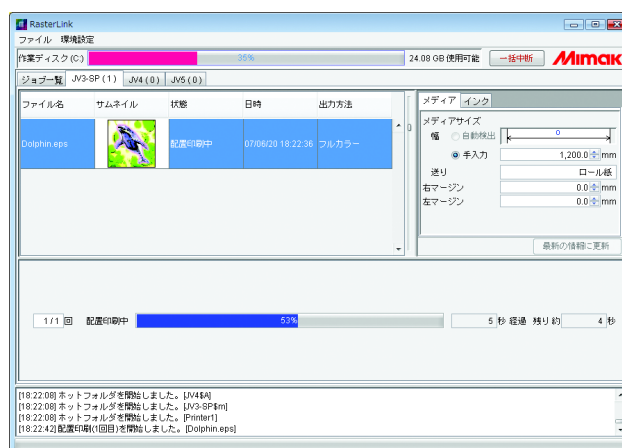 RasterLink
ファイル 環境設定
作業ディスク(C:) 35% 24.08 GB 使用可能 一括中断 Mimaki
ジョブ一覧 JV3-SP ( 1 ) JV4 ( 0 ) JV5 ( 0 )
ファイル名 サムネイル 状態 日時 出力方法
Dolphin.eps 配置印刷中 07/06/20 18:22:36 フルカラー
メディア インク
メディアサイズ
幅 自動検出 0
手入力 1,200.0 mm
送り ロール紙
右マージン 0.0 mm
左マージン 0.0 mm
最新の情報に更新
1 / 1 回 配置印刷中 53% 5 秒 経過 残り 約 4 秒
[18:22:08] ホットフォルダを開始しました。[JV4$A]
[18:22:08] ホットフォルダを開始しました。[JV3-SP$m]
[18:22:08] ホットフォルダを開始しました。[Printer1]
[18:22:42] 配置印刷(1回目)を開始しました。[Dolphin.eps]